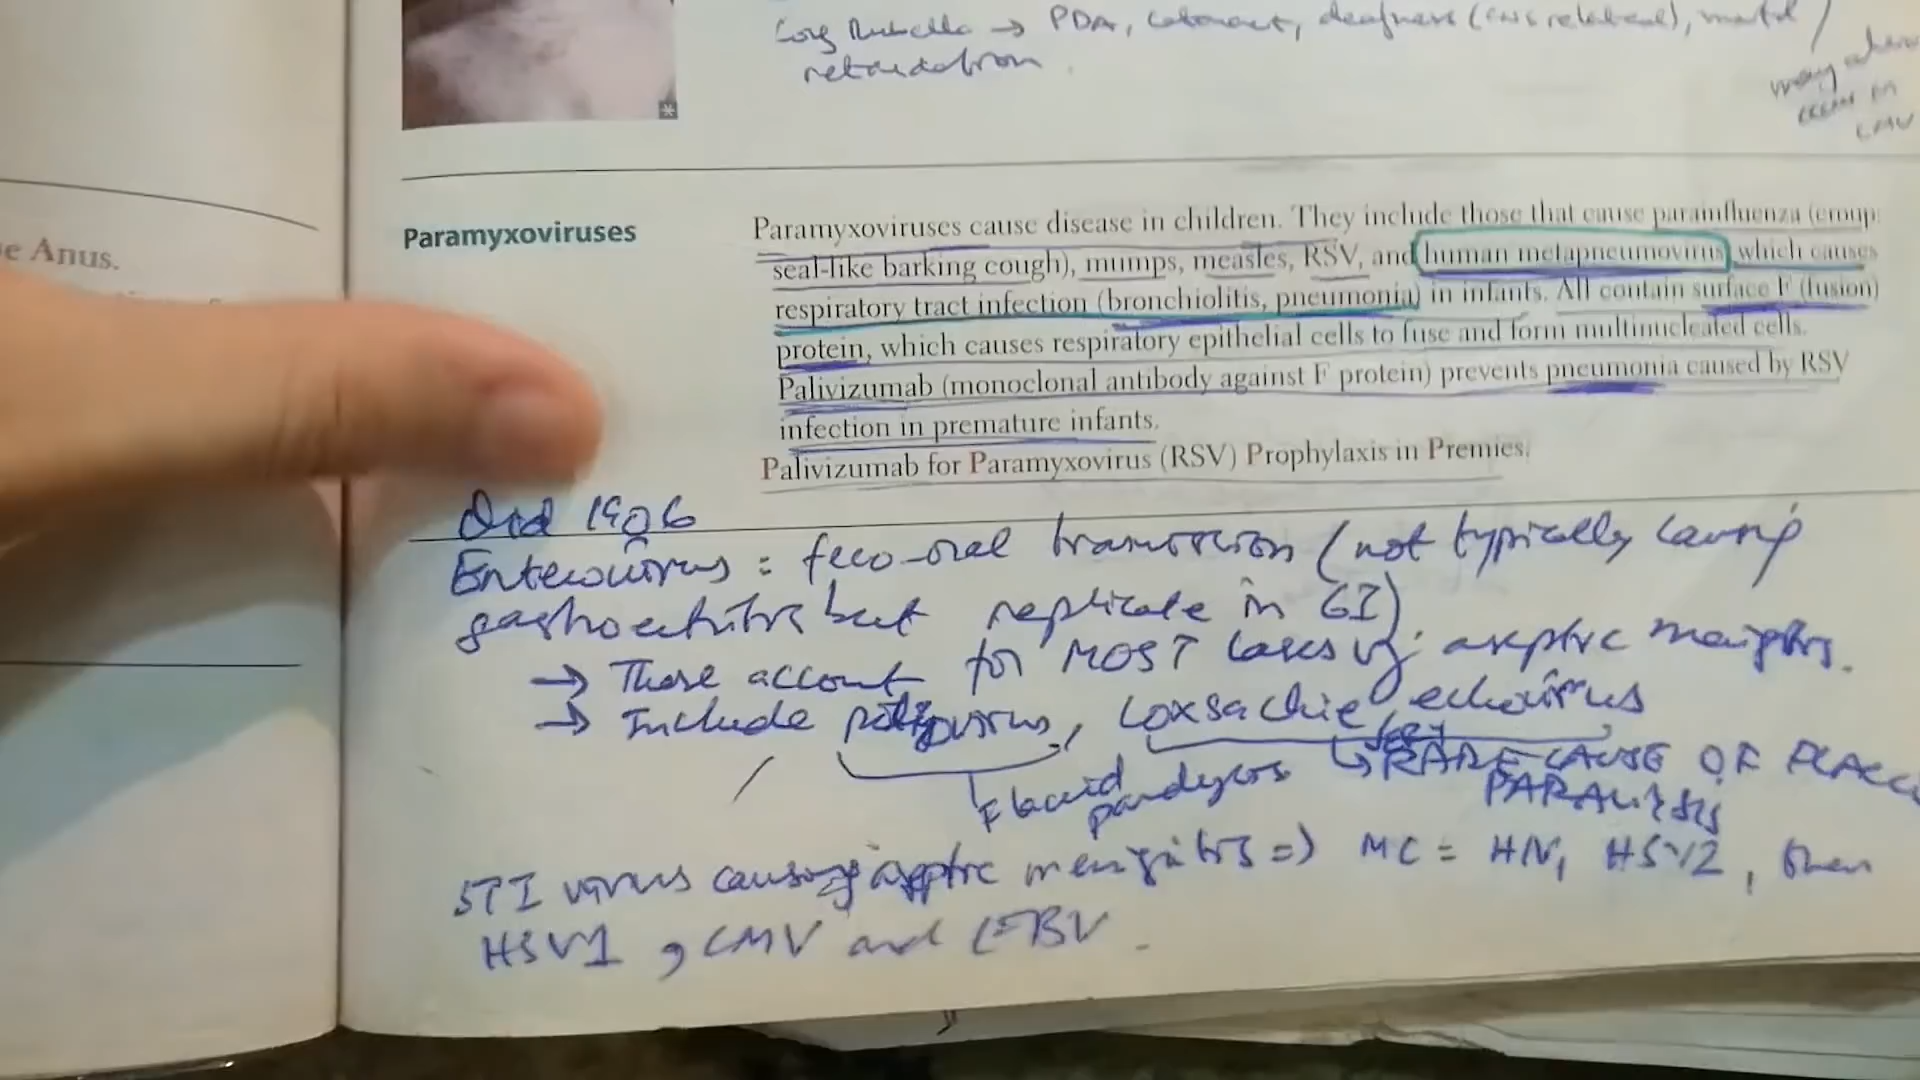 Cong Rubella → PDA, cataract, deafness (CNS related), mental
retardation.
may also
occur in
CMV
e Anus.
Paramyxoviruses
Paramyxoviruses cause disease in children. They include those that cause parainfluenza (croup:
seal-like barking cough), mumps, measles, RSV, and human metapneumovirus which causes
respiratory tract infection (bronchiolitis, pneumonia) in infants. All contain surface F (fusion)
protein, which causes respiratory epithelial cells to fuse and form multinucleated cells.
Palivizumab (monoclonal antibody against F protein) prevents pneumonia caused by RSV
infection in premature infants.
Palivizumab for Paramyxovirus (RSV) Prophylaxis in Premies.
1906
Enterovirus : feco-oral transmission (not typically causing
gastroenteritis but replicate in GI)
→ These account for MOST cases of aseptic meningitis.
→ Include poliovirus, Coxsackie, echovirus
Flaccid
paralysis
RARE CAUSE OF FLACC
PARALYSIS
STI virus causing aseptic meningitis => MC = HIV, HSV2, then
HSV1, CMV and EBV.